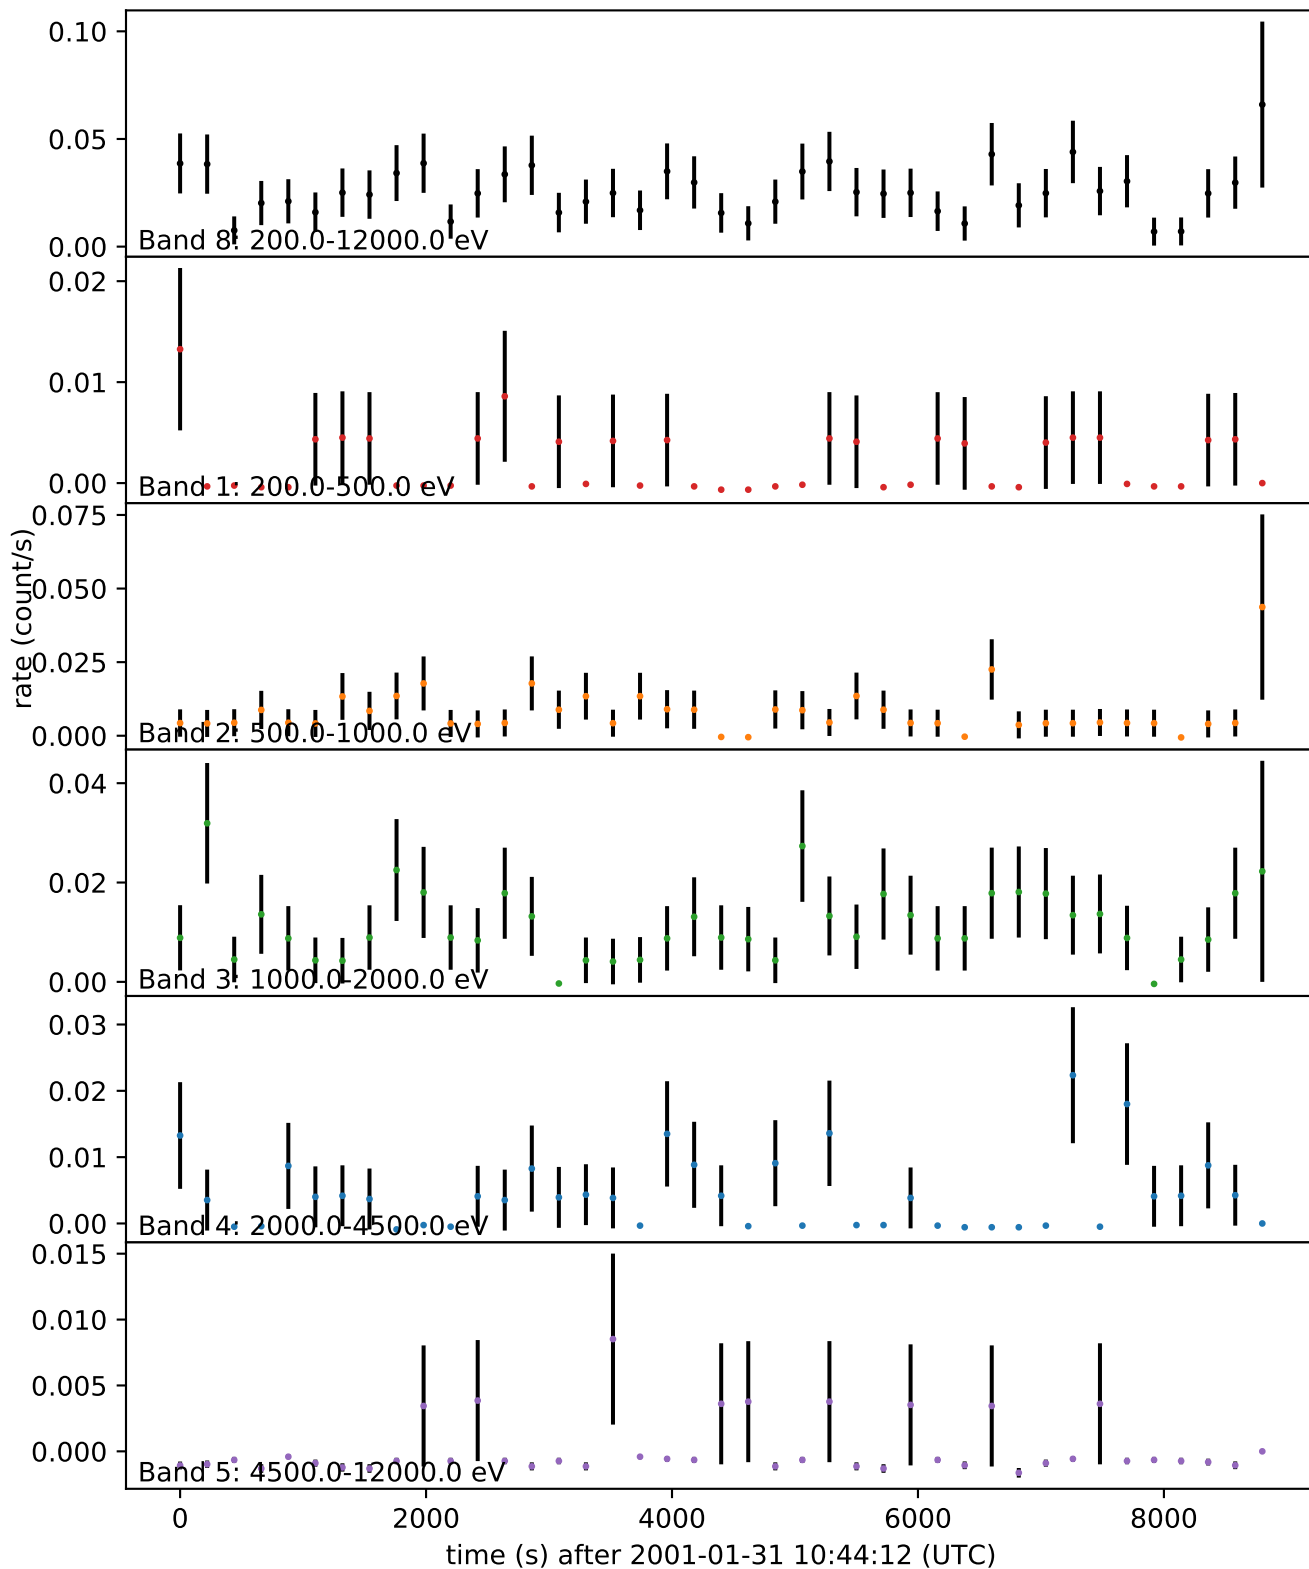 0.10
0.05
0.00
Band 8: 200.0-12000.0 eV
0.02
0.01
0.00
Band 1: 200.0-500.0 eV
0.075
0.050
0.025
0.000
Band 2: 500.0-1000.0 eV
rate (count/s)
0.04
0.02
0.00
Band 3: 1000.0-2000.0 eV
0.03
0.02
0.01
0.00
Band 4: 2000.0-4500.0 eV
0.015
0.010
0.005
0.000
Band 5: 4500.0-12000.0 eV
0 2000 4000 6000 8000
time (s) after 2001-01-31 10:44:12 (UTC)